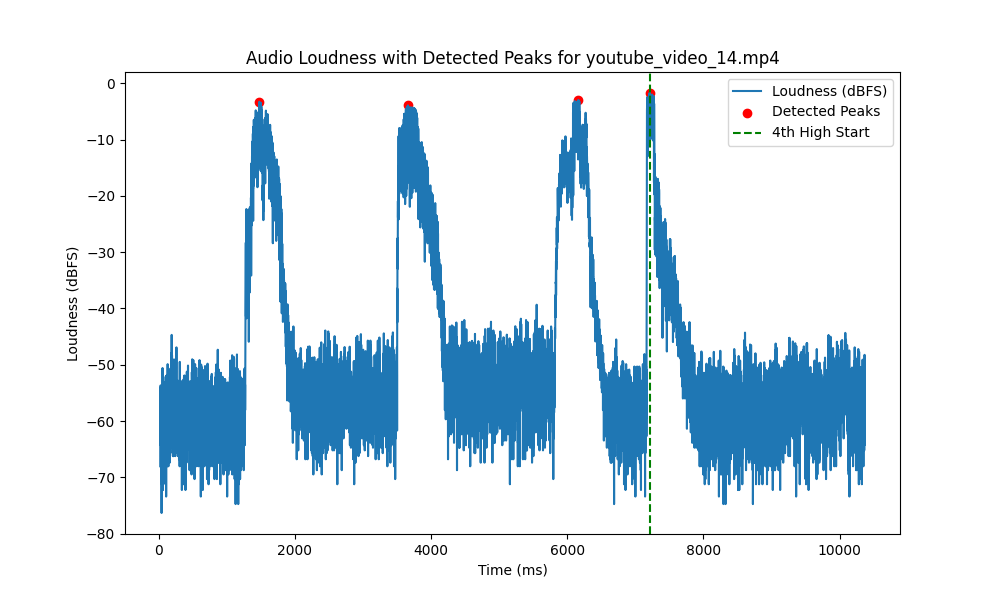 Audio Loudness with Detected Peaks for youtube_video_14.mp4
Loudness (dBFS)
Detected Peaks
4th High Start
0
−10
−20
−30
−40
−50
−60
−70
−80
Loudness (dBFS)
0 2000 4000 6000 8000 10000
Time (ms)